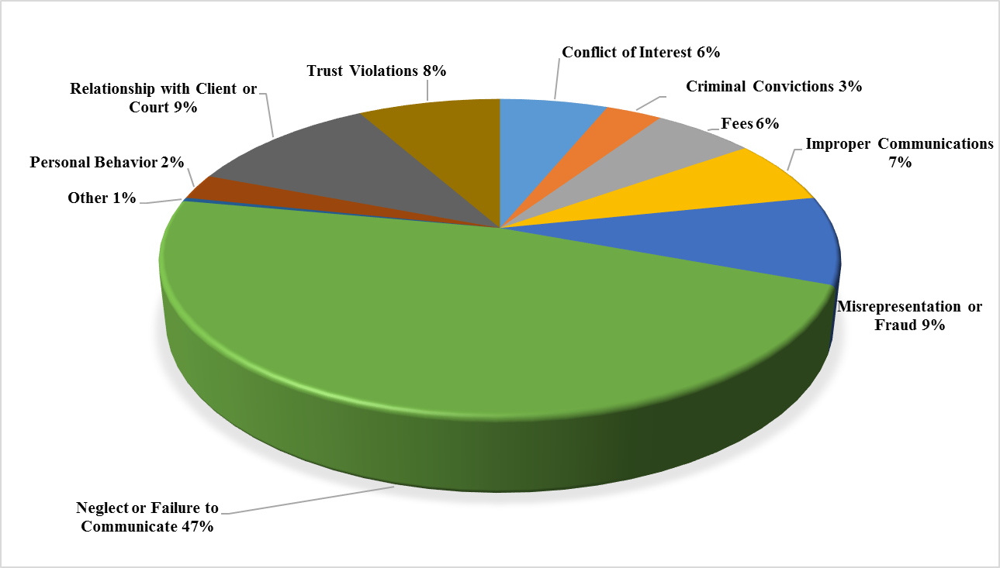 Conflict of Interest 6%
Trust Violations 8%
Criminal Convictions 3%
Relationship with Client or
Court 9%
Fees 6%
Improper Communications
7%
Personal Behavior 2%
Other 1%
Misrepresentation or
Fraud 9%
Neglect or Failure to
Communicate 47%